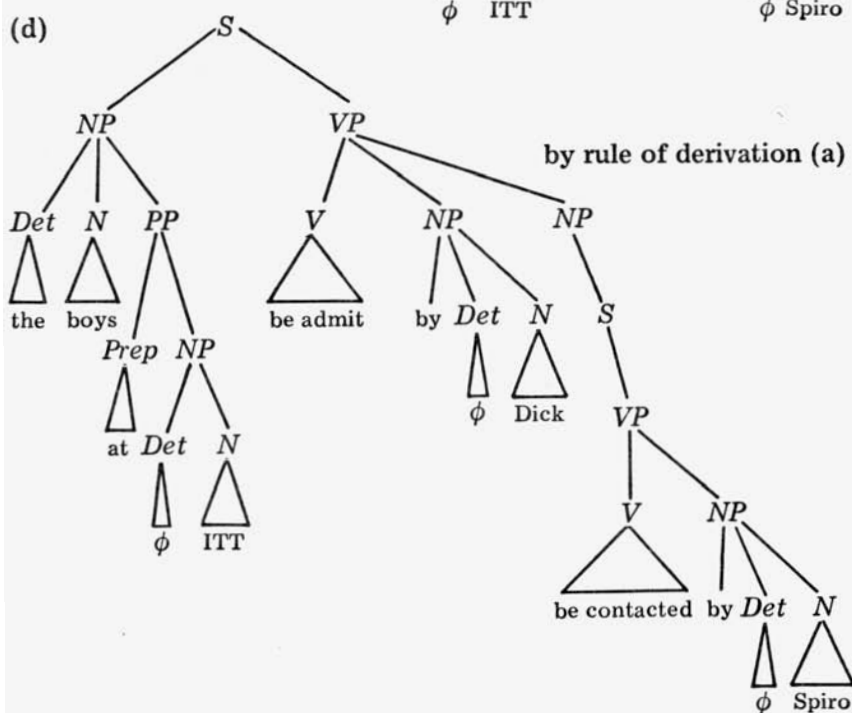 φ ITT φ Spiro
(d) S
NP VP
by rule of derivation (a)
Det N PP V NP NP
the boys be admit by Det N S
Prep NP φ Dick
at Det N VP
φ ITT V NP
be contacted by Det N
φ Spiro